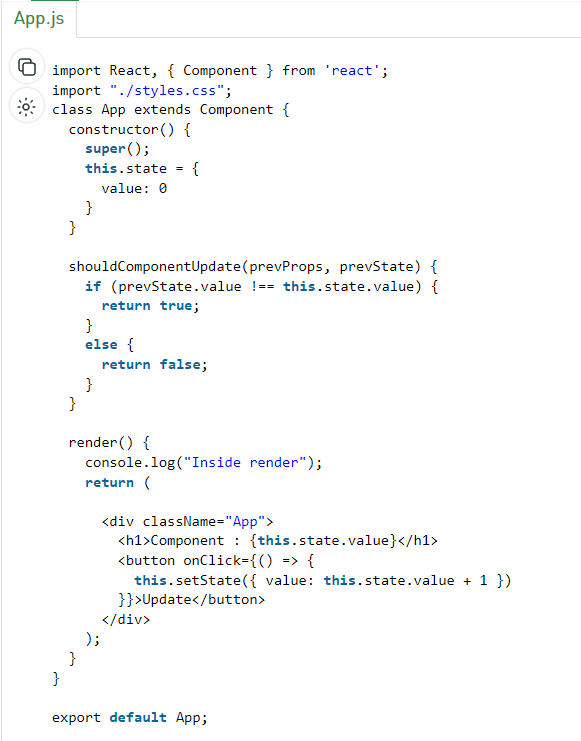 App.js
import React, { Component } from 'react';
import "./styles.css";
class App extends Component {
  constructor() {
    super();
    this.state = {
      value: 0
    }
  }

  shouldComponentUpdate(prevProps, prevState) {
    if (prevState.value !== this.state.value) {
      return true;
    }
    else {
      return false;
    }
  }

  render() {
    console.log("Inside render");
    return (

      <div className="App">
        <h1>Component : {this.state.value}</h1>
        <button onClick={() => {
          this.setState({ value: this.state.value + 1 })
        }}>Update</button>
      </div>
    );
  }
}

export default App;